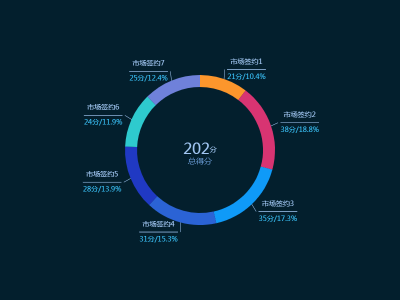 市场签约7
25分/12.4%
市场签约1
21分/10.4%
市场签约6
24分/11.9%
市场签约2
38分/18.8%
202分
总得分
市场签约5
28分/13.9%
市场签约3
35分/17.3%
市场签约4
31分/15.3%